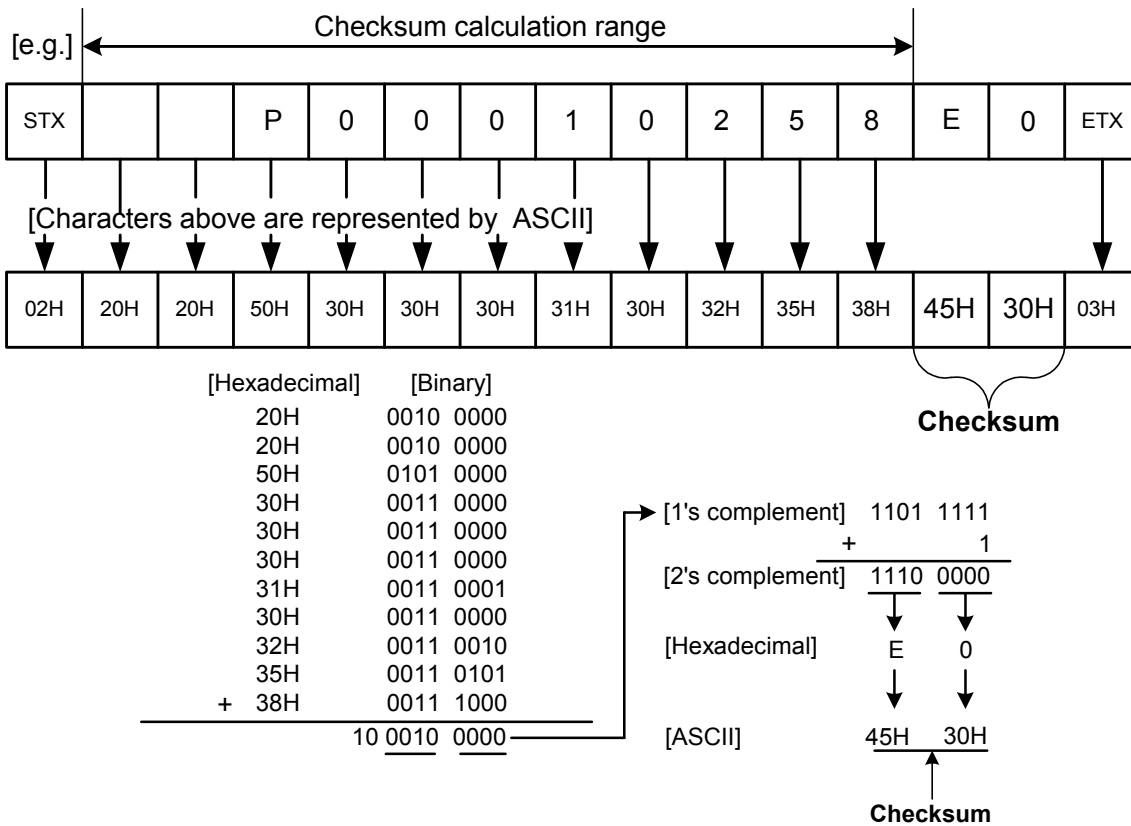 Checksum calculation range
[e.g.]
STX P 0 0 0 1 0 2 5 8 E 0 ETX
[Characters above are represented by ASCII]
02H 20H 20H 50H 30H 30H 30H 31H 30H 32H 35H 38H 45H 30H 03H
Checksum
[Hexadecimal] [Binary]
20H 0010 0000
20H 0010 0000
50H 0101 0000
30H 0011 0000
30H 0011 0000
30H 0011 0000
31H 0011 0001
30H 0011 0000
32H 0011 0010
35H 0011 0101
+ 38H 0011 1000
10 0010 0000
[1's complement] 1101 1111
+ 1
[2's complement] 1110 0000
[Hexadecimal] E 0
[ASCII] 45H 30H
Checksum